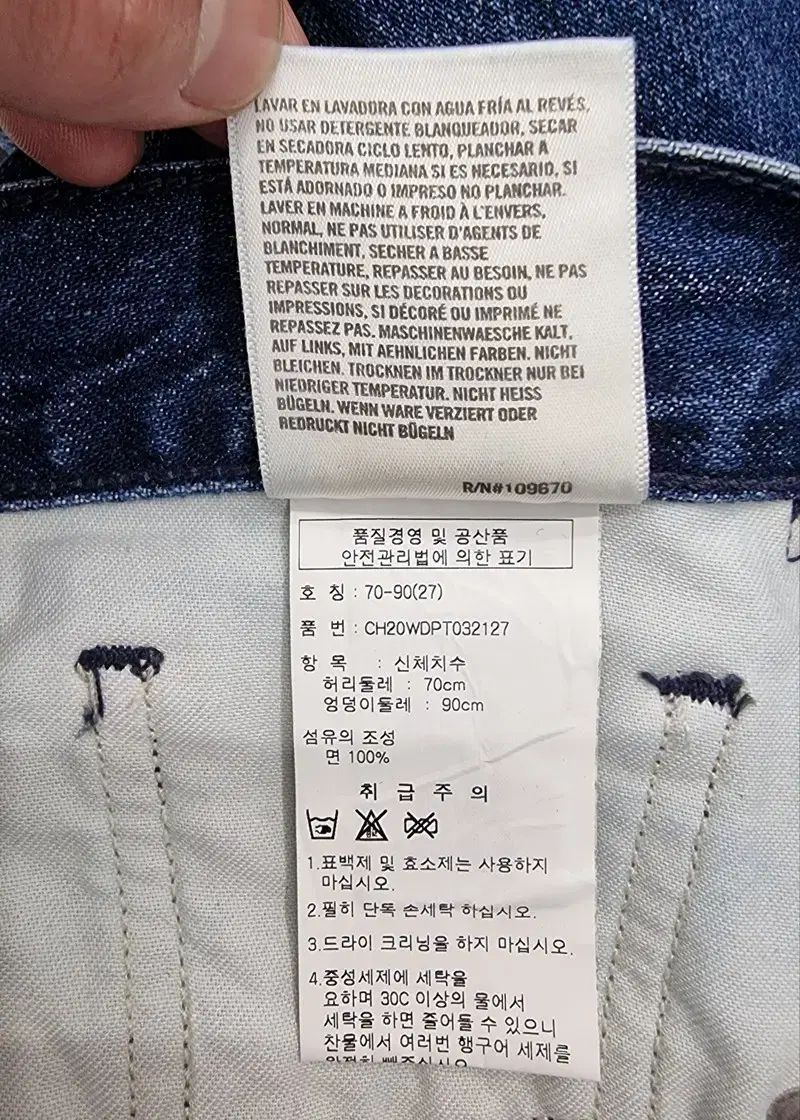 LAVAR EN LAVADORA CON AGUA FRÍA AL REVÉS,
NO USAR DETERGENTE BLANQUEADOR, SECAR
EN SECADORA CICLO LENTO, PLANCHAR A
TEMPERATURA MEDIANA SI ES NECESARIO, SI
ESTÁ ADORNADO O IMPRESO NO PLANCHAR.
LAVER EN MACHINE A FROID À L'ENVERS,
NORMAL, NE PAS UTILISER D'AGENTS DE
BLANCHIMENT, SECHER A BASSE
TEMPERATURE, REPASSER AU BESOIN, NE PAS
REPASSER SUR LES DECORATIONS OU
IMPRESSIONS, SI DÉCORÉ OU IMPRIMÉ NE
REPASSEZ PAS. MASCHINENWAESCHE KALT,
AUF LINKS, MIT AEHNLICHEN FARBEN. NICHT
BLEICHEN. TROCKNEN IM TROCKNER NUR BEI
NIEDRIGER TEMPERATUR. NICHT HEISS
BÜGELN. WENN WARE VERZIERT ODER
REDRUCKT NICHT BÜGELN
R/N#109670
품질경영 및 공산품
안전관리법에 의한 표기
호 칭 : 70-90(27)
품 번 : CH20WDPT032127
항 목 : 신체치수
허리둘레 : 70cm
엉덩이둘레 : 90cm
섬유의 조성
면 100%
취 급 주 의
1.표백제 및 효소제는 사용하지
마십시오.
2.필히 단독 손세탁 하십시오.
3.드라이 크리닝을 하지 마십시오.
4.중성세제에 세탁을
요하며 30C 이상의 물에서
세탁을 하면 줄어들 수 있으니
찬물에서 여러번 행구어 세제를